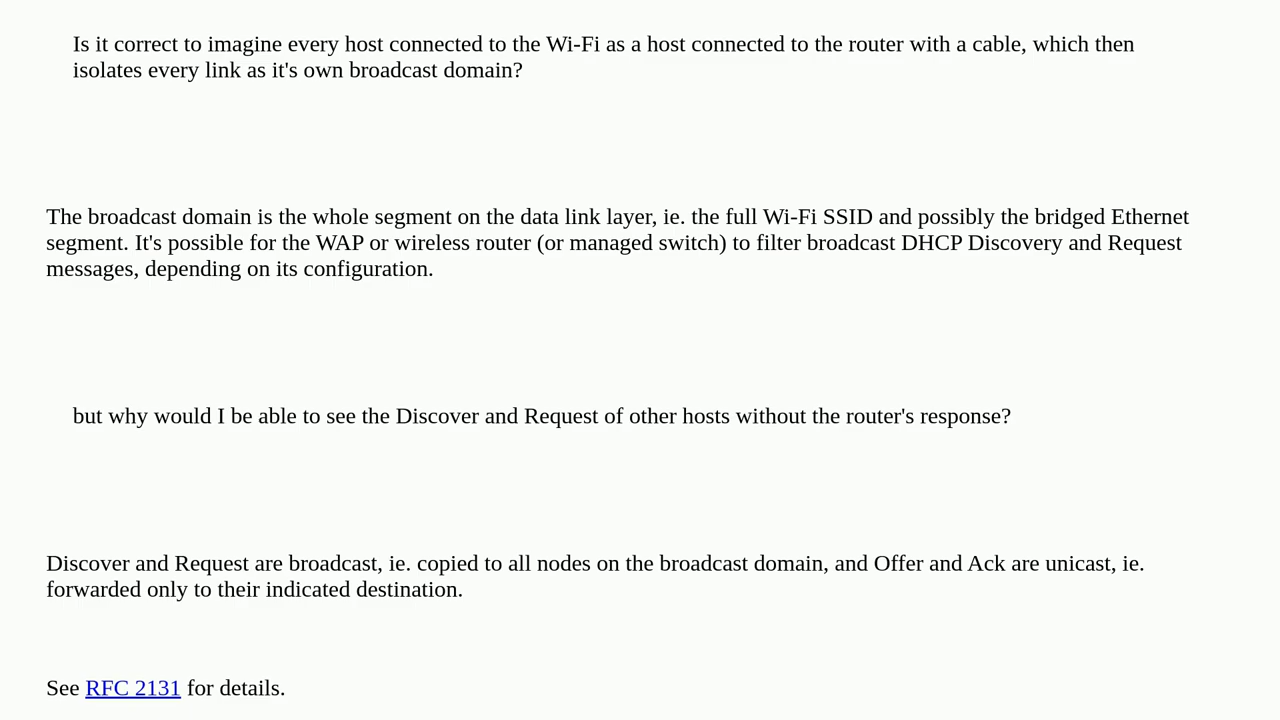 Is it correct to imagine every host connected to the Wi-Fi as a host connected to the router with a cable, which then
isolates every link as it's own broadcast domain?
The broadcast domain is the whole segment on the data link layer, ie. the full Wi-Fi SSID and possibly the bridged Ethernet
segment. It's possible for the WAP or wireless router (or managed switch) to filter broadcast DHCP Discovery and Request
messages, depending on its configuration.
but why would I be able to see the Discover and Request of other hosts without the router's response?
Discover and Request are broadcast, ie. copied to all nodes on the broadcast domain, and Offer and Ack are unicast, ie.
forwarded only to their indicated destination.
See RFC 2131 for details.